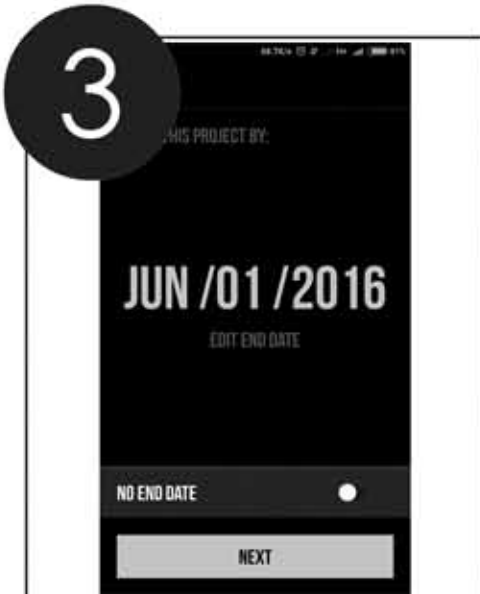 3
HIS PROJECT BY:
JUN /01 /2016
EDIT END DATE
NO END DATE
NEXT